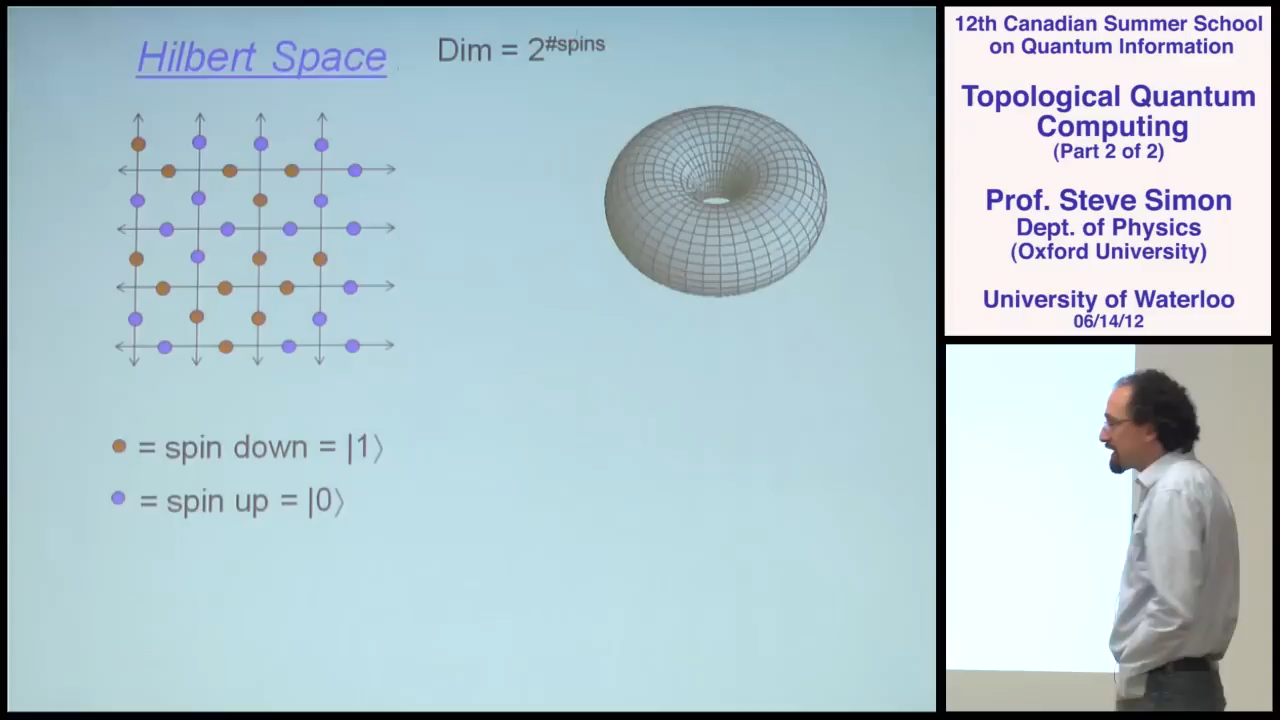 Hilbert Space
Dim = 2^#spins
= spin down = |1⟩
= spin up = |0⟩
12th Canadian Summer School
on Quantum Information
Topological Quantum
Computing
(Part 2 of 2)
Prof. Steve Simon
Dept. of Physics
(Oxford University)
University of Waterloo
06/14/12